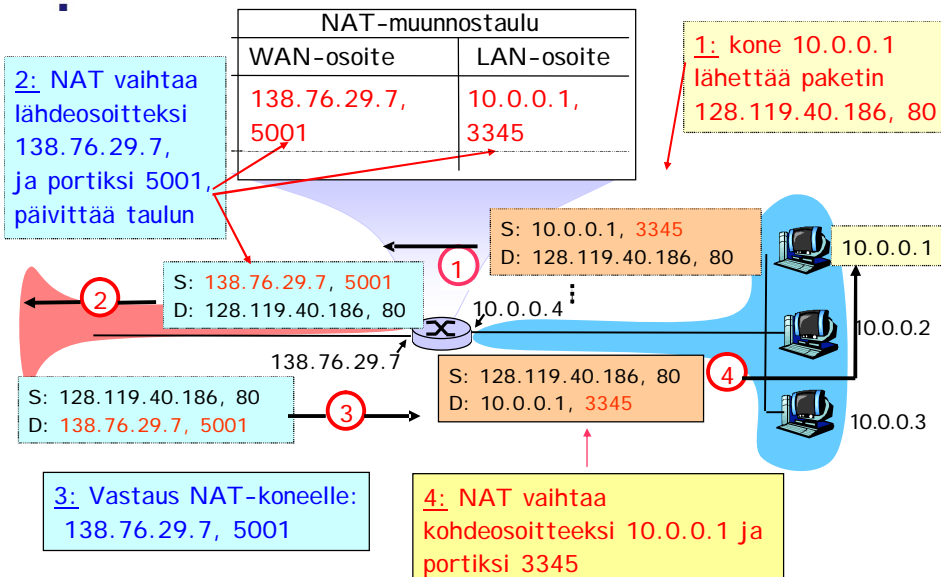 NAT-muunnostaulu
WAN-osoite LAN-osoite
138.76.29.7, 10.0.0.1,
5001 3345
1: kone 10.0.0.1
lähettää paketin
128.119.40.186, 80
2: NAT vaihtaa
lähdeosoitteksi
138.76.29.7,
ja portiksi 5001,
päivittää taulun
S: 10.0.0.1, 3345
D: 128.119.40.186, 80
1
10.0.0.1
S: 138.76.29.7, 5001
D: 128.119.40.186, 80
2
10.0.0.4
10.0.0.2
138.76.29.7
S: 128.119.40.186, 80
D: 10.0.0.1, 3345
4
S: 128.119.40.186, 80
D: 138.76.29.7, 5001
3
10.0.0.3
3: Vastaus NAT-koneelle:
138.76.29.7, 5001
4: NAT vaihtaa
kohdeosoitteeksi 10.0.0.1 ja
portiksi 3345